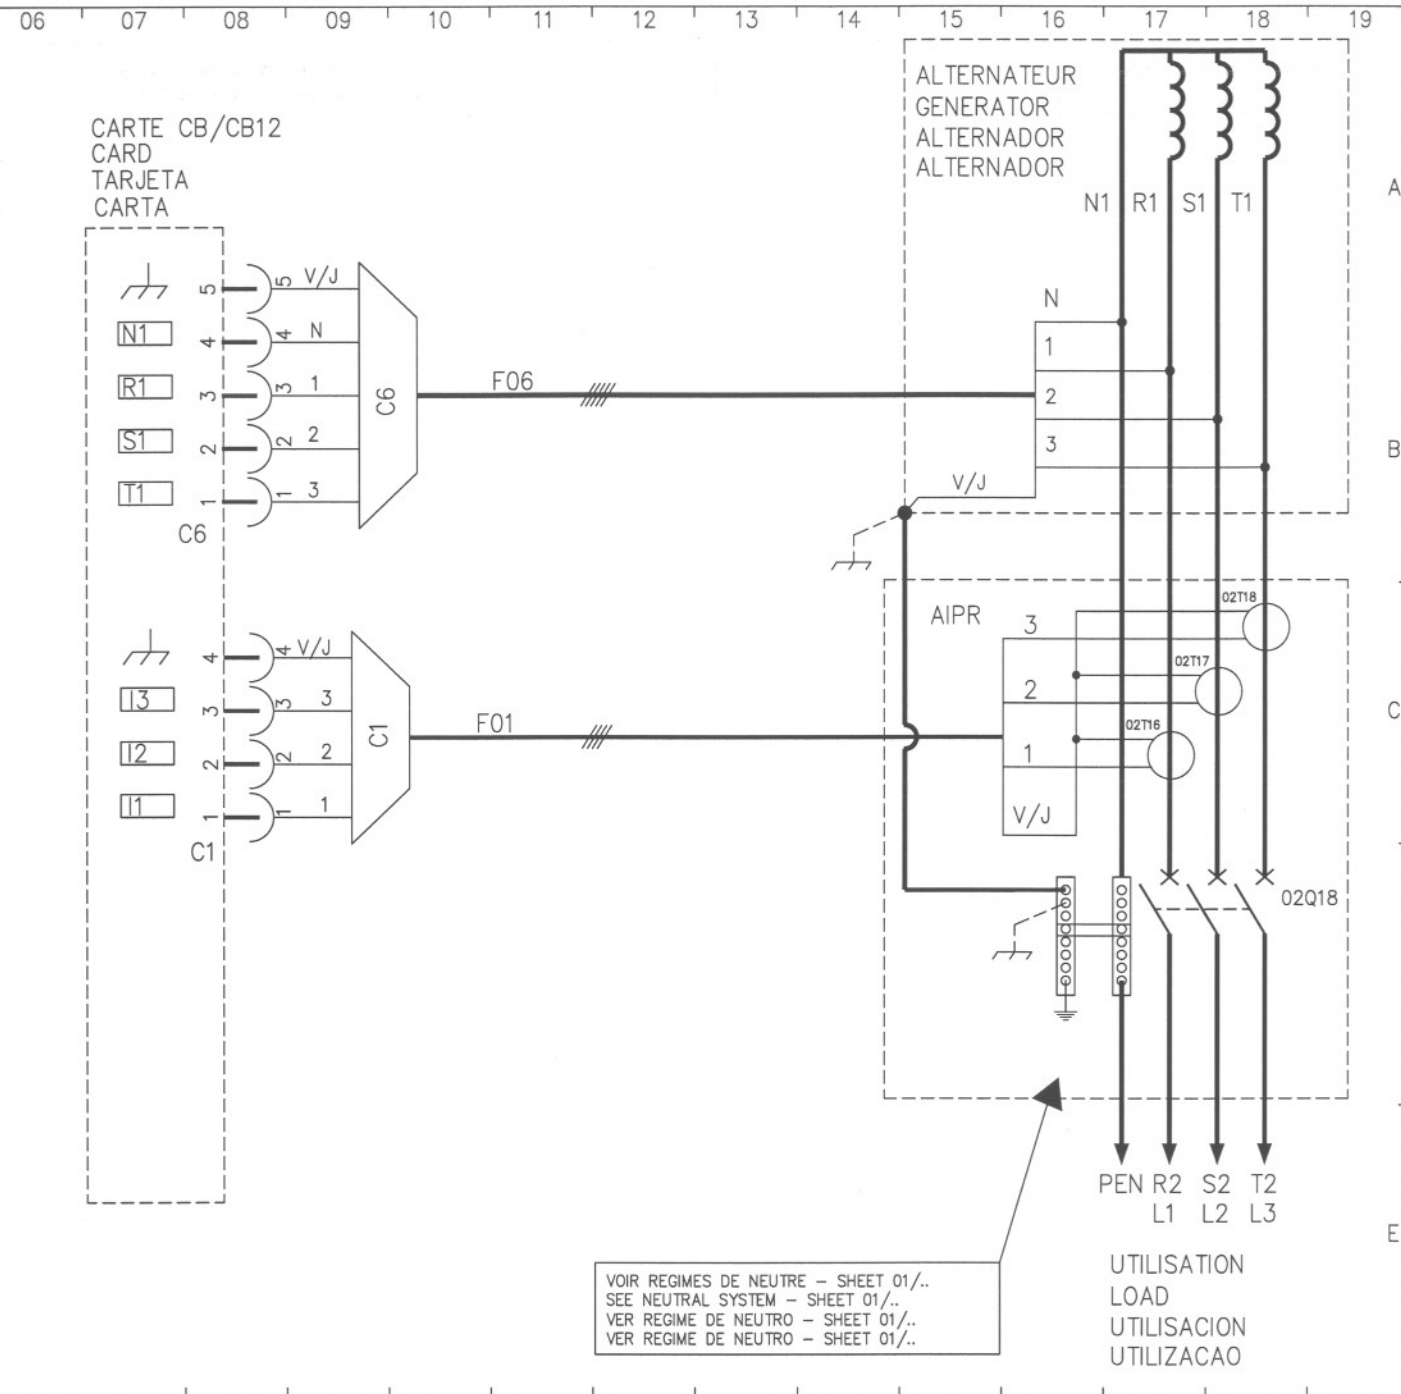 06 07 08 09 10 11 12 13 14 15 16 17 18 19
CARTE CB/CB12
CARD
TARJETA
CARTA
ALTERNATEUR
GENERATOR
ALTERNADOR
ALTERNADOR
N1 R1 S1 T1
A
5 5 V/J
N1 4 4 N
R1 3 3 1
S1 2 2 2
T1 1 1 3
C6
C6
F06
N
1
2
3
V/J
B
AIPR
3
02T18
2
02T17
1
02T16
V/J
4 4 V/J
I3 3 3 3
I2 2 2 2
I1 1 1 1
C1
C1
F01
C
02Q18
PEN R2 S2 T2
L1 L2 L3
E
UTILISATION
LOAD
UTILISACION
UTILIZACAO
VOIR REGIMES DE NEUTRE – SHEET 01/..
SEE NEUTRAL SYSTEM – SHEET 01/..
VER REGIME DE NEUTRO – SHEET 01/..
VER REGIME DE NEUTRO – SHEET 01/..